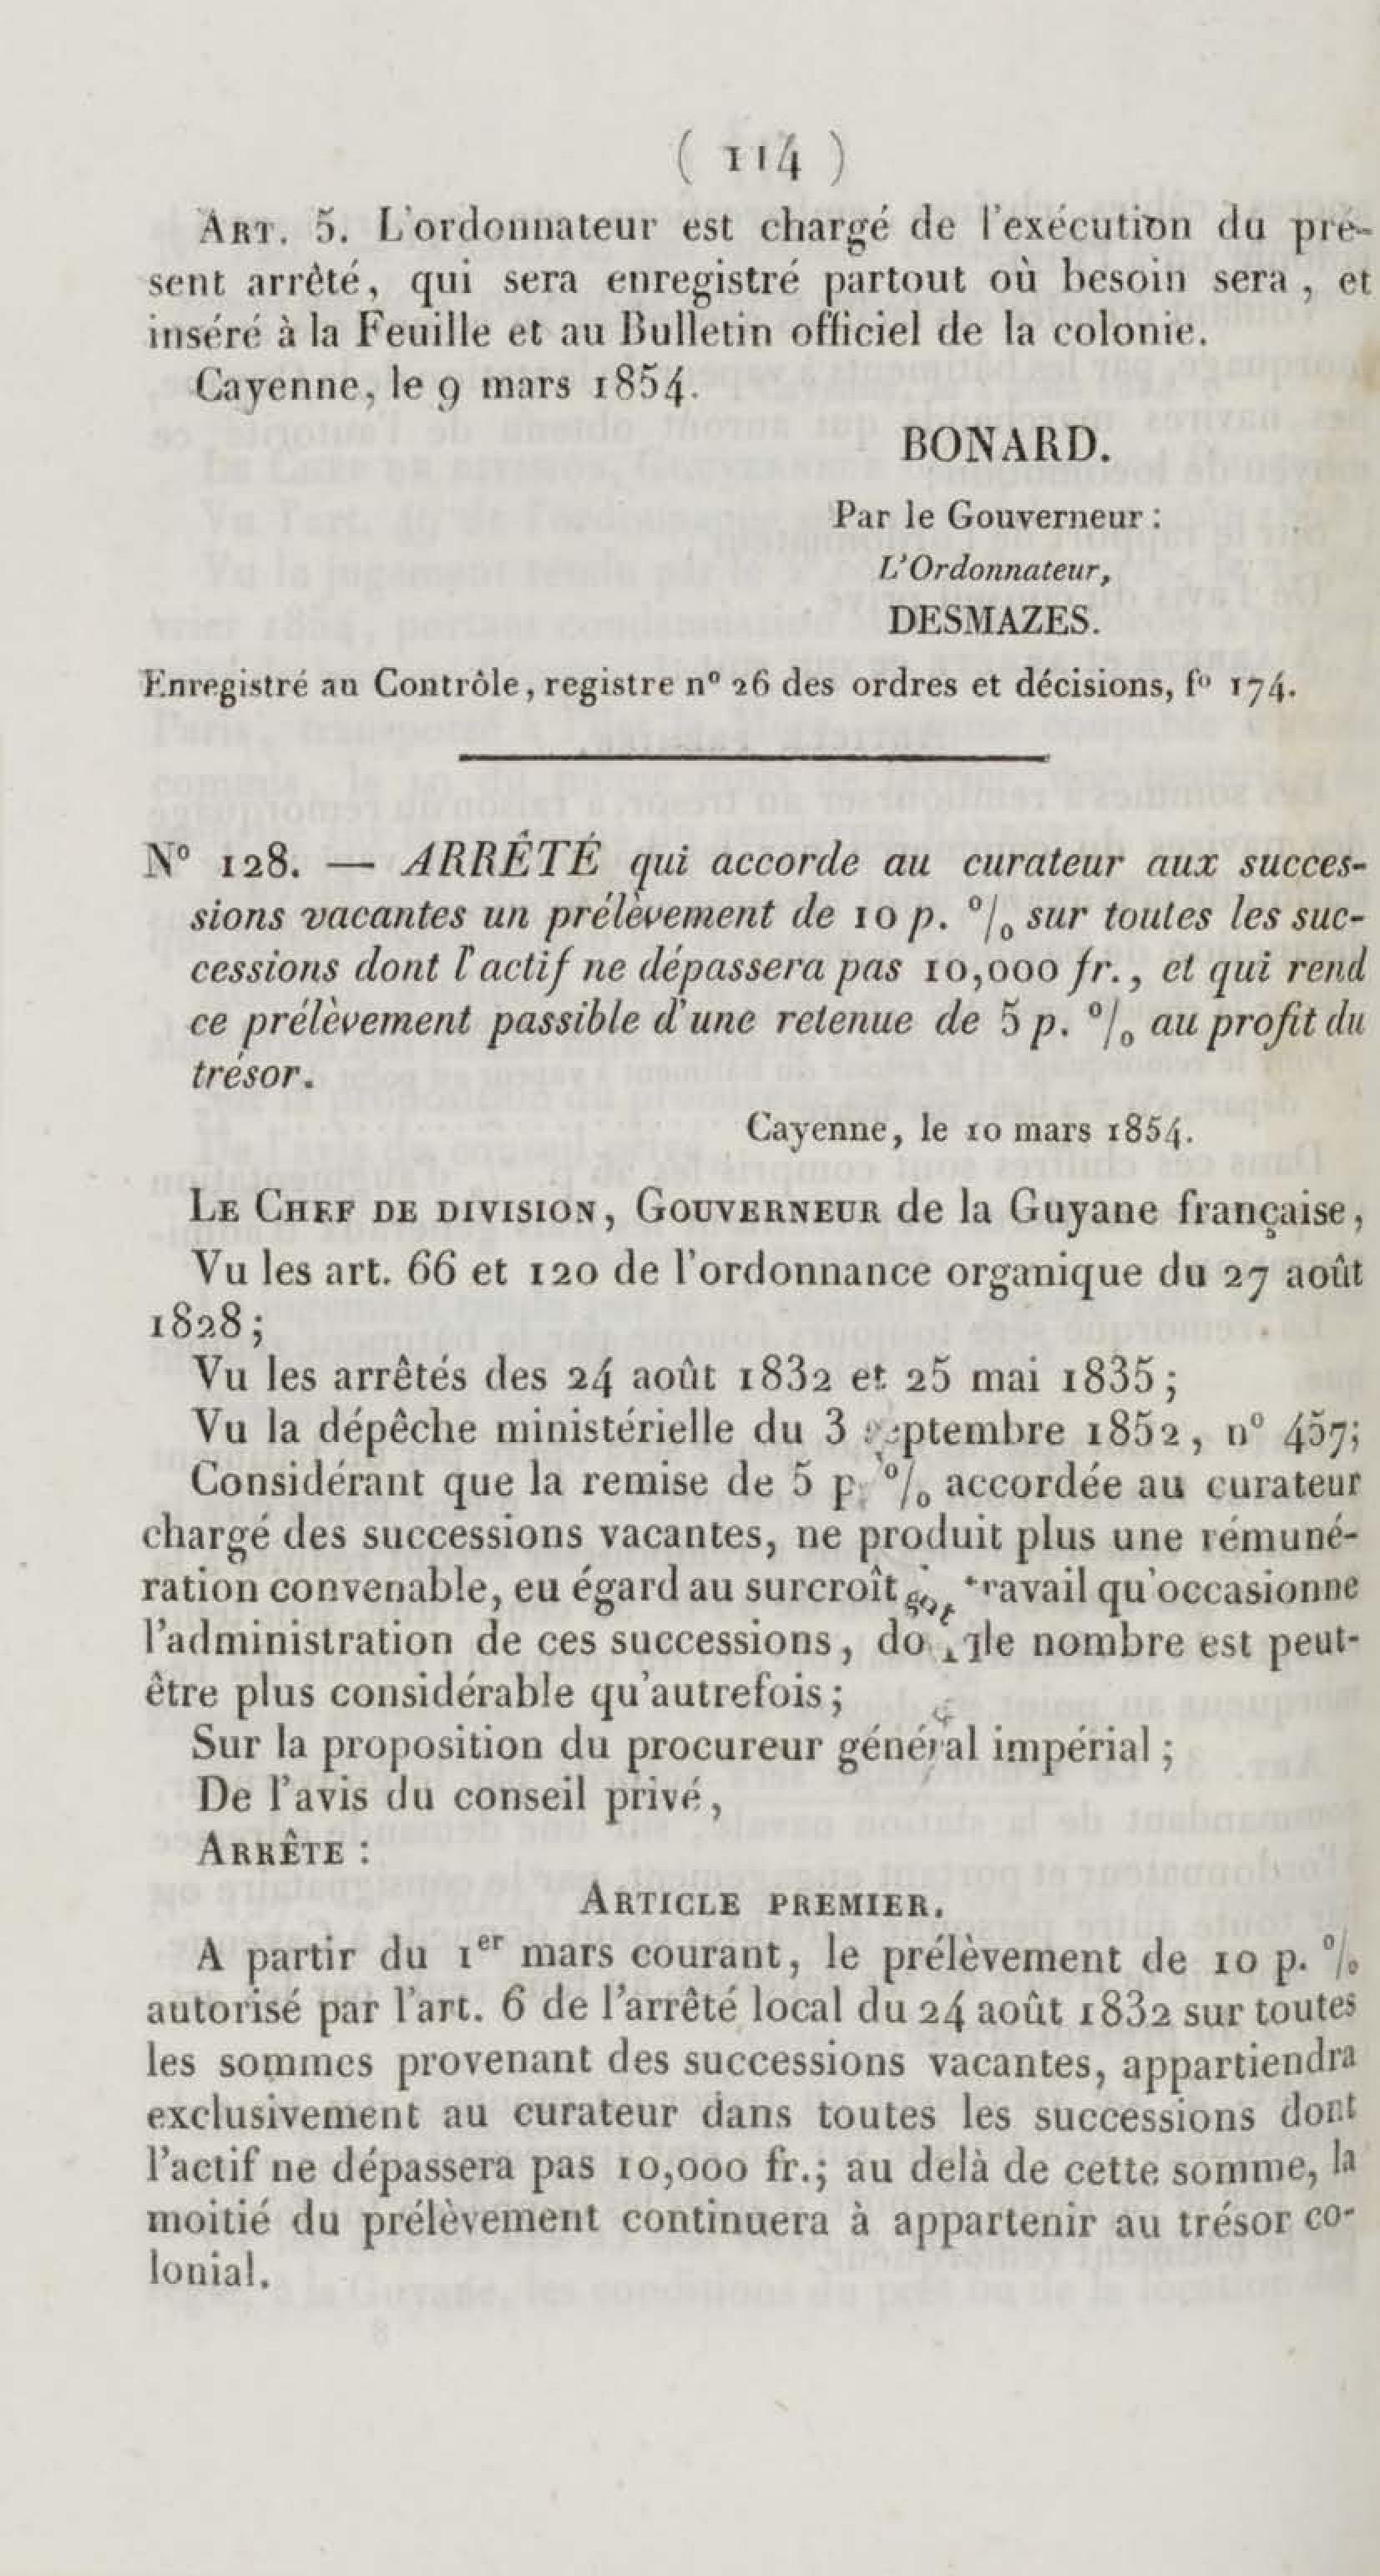 ( 114 )
ART. 5. L'ordonnateur est chargé de l'exécution du pré-
sent arrêté, qui sera enregistré partout où besoin sera, et
inséré à la Feuille et au Bulletin officiel de la colonie.
Cayenne, le 9 mars 1854.
BONARD.
Par le Gouverneur :
L'Ordonnateur,
DESMAZES.
Enregistré au Contrôle, registre n° 26 des ordres et décisions, f° 174.
N° 128. — ARRÊTÉ qui accorde au curateur aux succes-
sions vacantes un prélèvement de 10 p. % sur toutes les suc-
cessions dont l'actif ne dépassera pas 10,000 fr., et qui rend
ce prélèvement passible d'une retenue de 5 p. % au profit du
trésor.
Cayenne, le 10 mars 1854.
LE CHEF DE DIVISION, GOUVERNEUR de la Guyane française,
Vu les art. 66 et 120 de l'ordonnance organique du 27 août
1828;
Vu les arrêtés des 24 août 1832 et 25 mai 1835;
Vu la dépêche ministérielle du 3 septembre 1852, n° 457;
Considérant que la remise de 5 p. % accordée au curateur
chargé des successions vacantes, ne produit plus une rémuné-
ration convenable, eu égard au surcroît travail qu'occasionne
l'administration de ces successions, dont le nombre est peut-
être plus considérable qu'autrefois;
Sur la proposition du procureur général impérial;
De l'avis du conseil privé,
ARRÊTE :
ARTICLE PREMIER.
A partir du 1er mars courant, le prélèvement de 10 p. %
autorisé par l'art. 6 de l'arrêté local du 24 août 1832 sur toutes
les sommes provenant des successions vacantes, appartiendra
exclusivement au curateur dans toutes les successions dont
l'actif ne dépassera pas 10,000 fr.; au delà de cette somme, la
moitié du prélèvement continuera à appartenir au trésor co-
lonial.